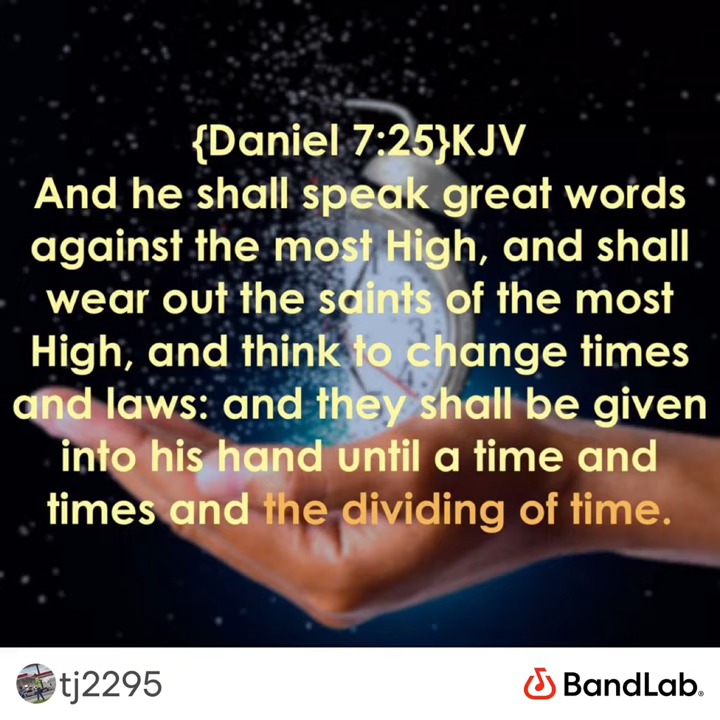 {Daniel 7:25}KJV
And he shall speak great words
against the most High, and shall
wear out the saints of the most
High, and think to change times
and laws: and they shall be given
into his hand until a time and
times and the dividing of time.
tj2295
BandLab®